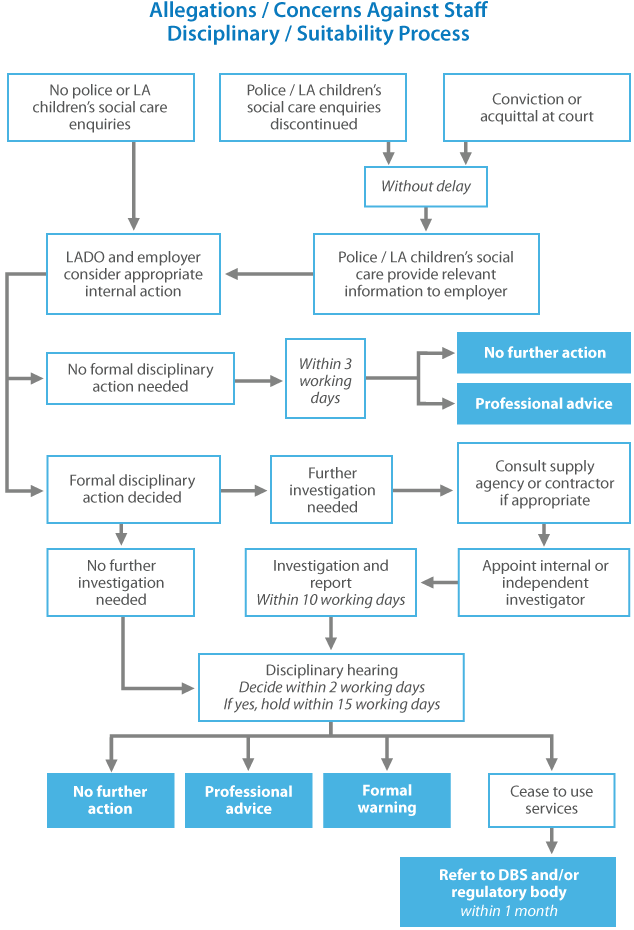 Allegations / Concerns Against Staff
Disciplinary / Suitability Process
No police or LA
children’s social care
enquiries
Police / LA children’s
social care enquiries
discontinued
Conviction or
acquittal at court
Without delay
LADO and employer
consider appropriate
internal action
Police / LA children’s social
care provide relevant
information to employer
No formal disciplinary
action needed
Within 3
working
days
No further action
Professional advice
Formal disciplinary
action decided
Further
investigation
needed
Consult supply
agency or contractor
if appropriate
No further
investigation
needed
Investigation and
report
Within 10 working days
Appoint internal or
independent
investigator
Disciplinary hearing
Decide within 2 working days
If yes, hold within 15 working days
No further
action
Professional
advice
Formal
warning
Cease to use
services
Refer to DBS and/or
regulatory body
within 1 month